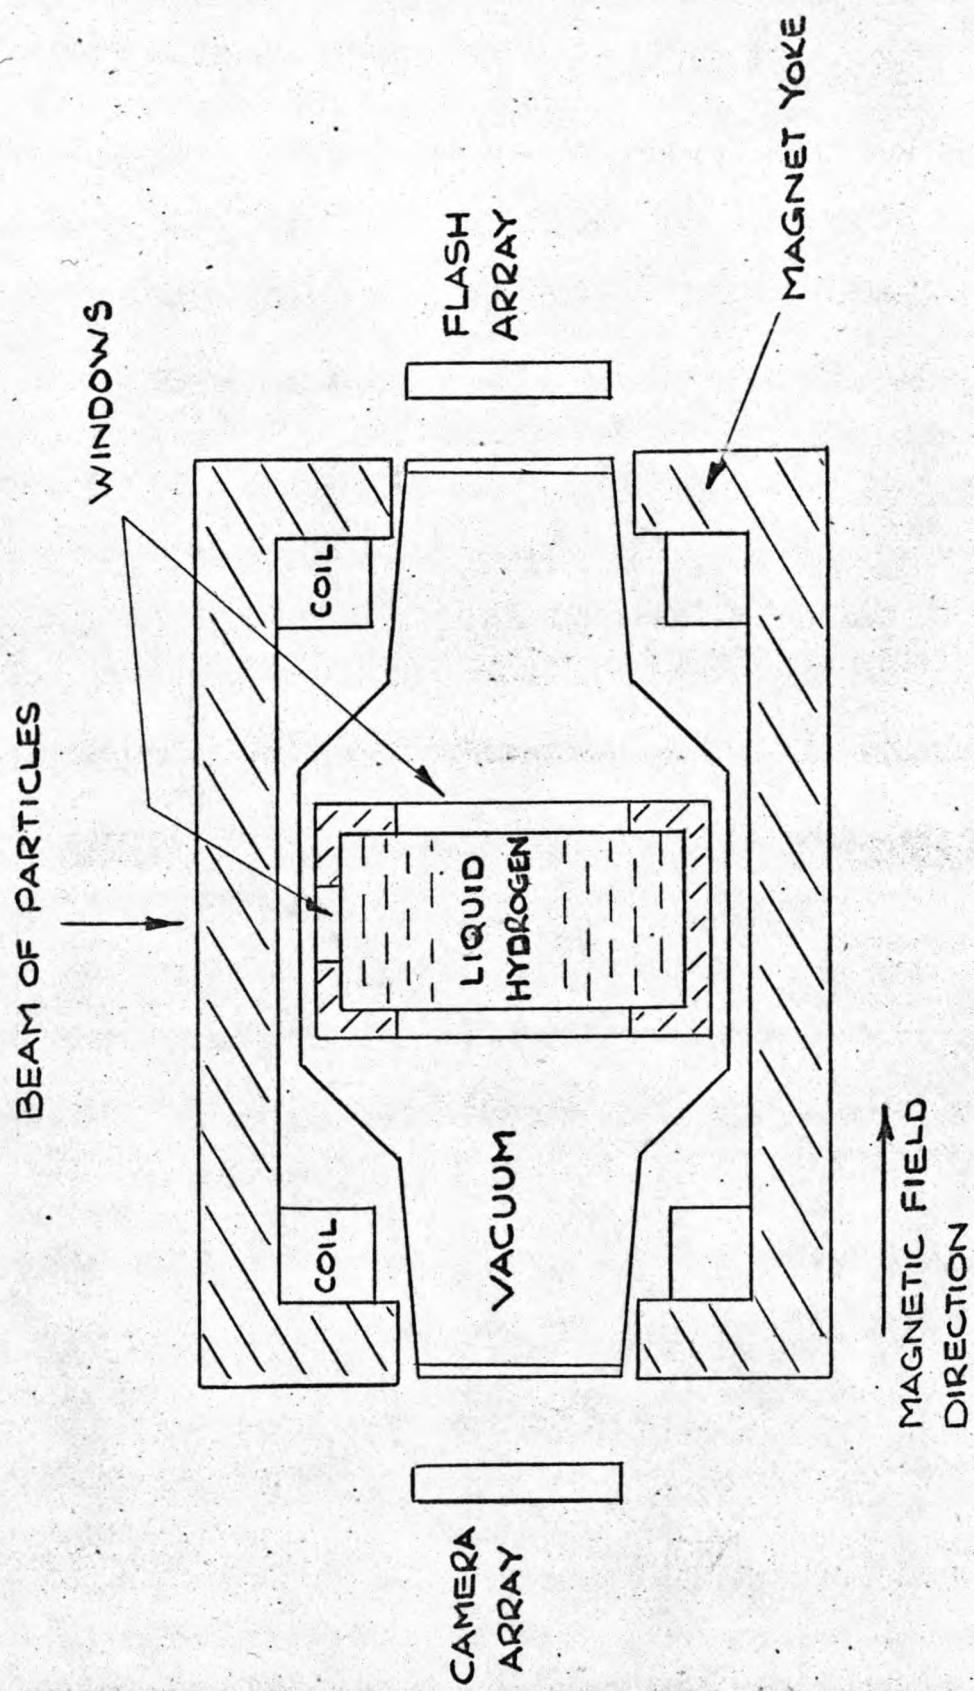 BEAM OF PARTICLES
WINDOWS
COIL
COIL
CAMERA
ARRAY
VACUUM
LIQUID
HYDROGEN
FLASH
ARRAY
MAGNETIC FIELD
DIRECTION
MAGNET YOKE